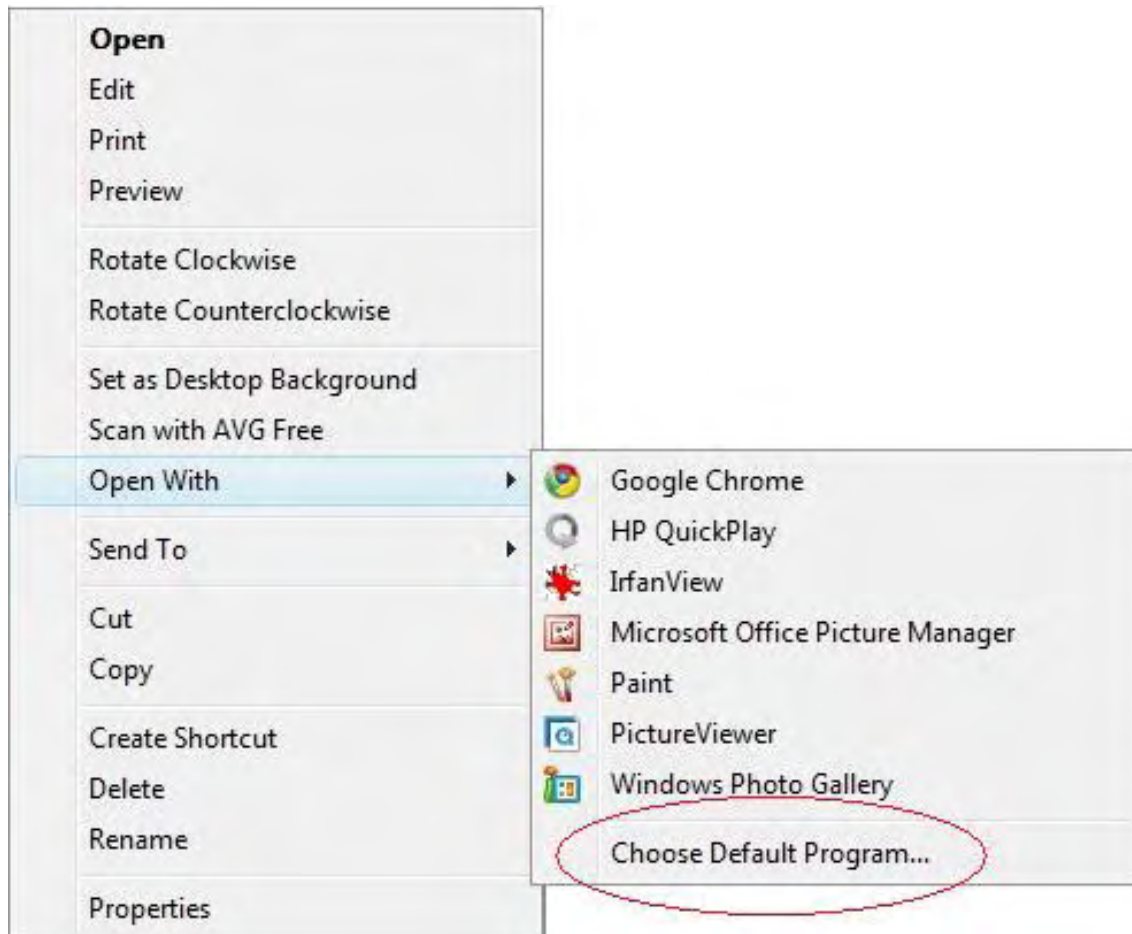 Open
Edit
Print
Preview
Rotate Clockwise
Rotate Counterclockwise
Set as Desktop Background
Scan with AVG Free
Open With
Send To
Cut
Copy
Create Shortcut
Delete
Rename
Properties
Google Chrome
HP QuickPlay
IrfanView
Microsoft Office Picture Manager
Paint
PictureViewer
Windows Photo Gallery
Choose Default Program...